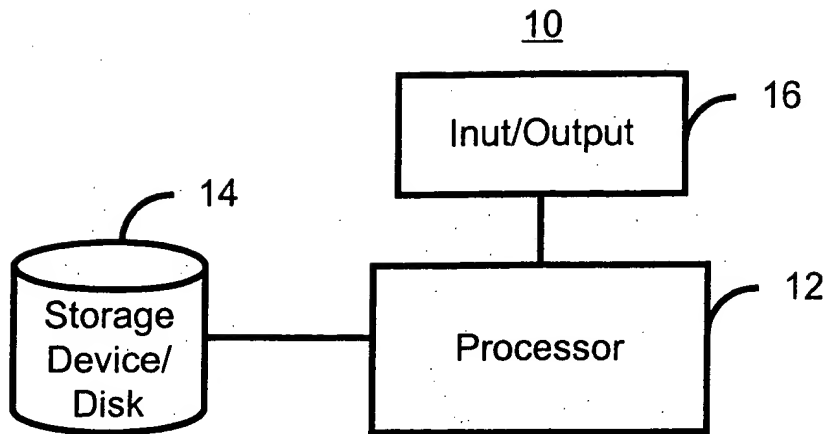 10
Inut/Output
16
14
Storage
Device/
Disk
Processor
12